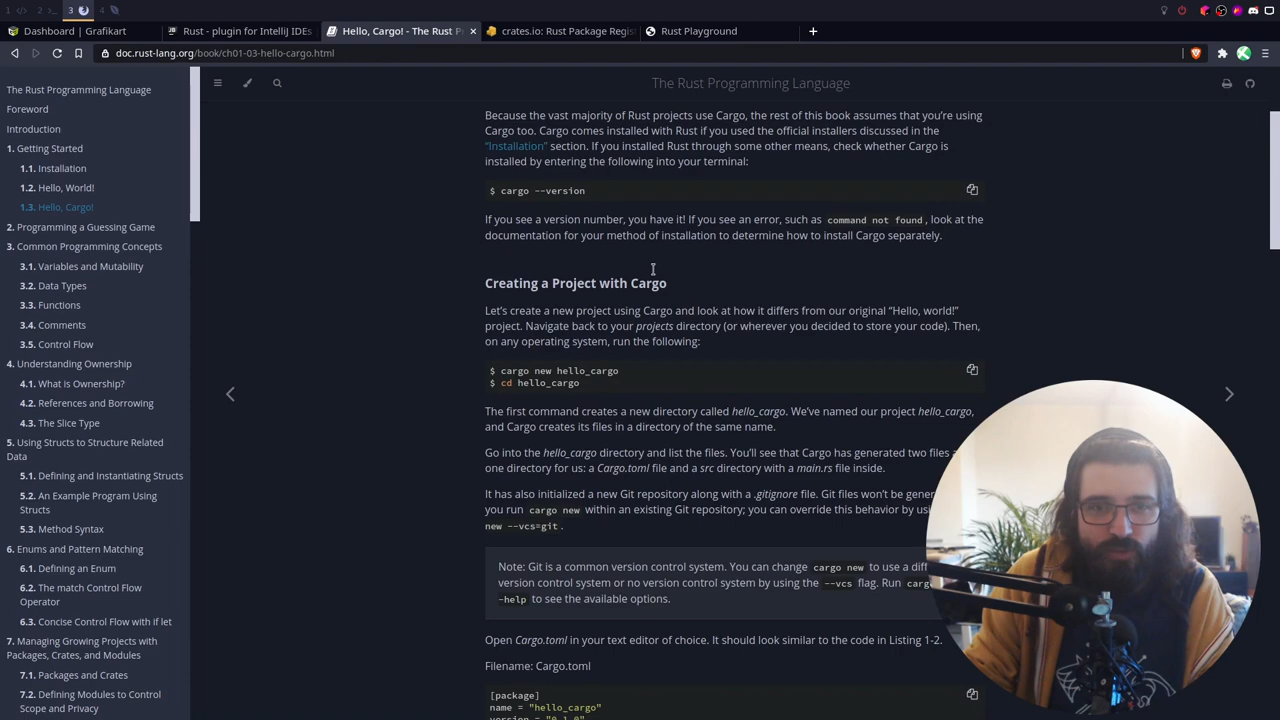 1
2
3
4
Dashboard | Grafikart
Rust - plugin for IntelliJ IDEs
Hello, Cargo! - The Rust P
crates.io: Rust Package Regis
Rust Playground
doc.rust-lang.org/book/ch01-03-hello-cargo.html
The Rust Programming Language
Foreword
Introduction
1. Getting Started
1.1. Installation
1.2. Hello, World!
1.3. Hello, Cargo!
2. Programming a Guessing Game
3. Common Programming Concepts
3.1. Variables and Mutability
3.2. Data Types
3.3. Functions
3.4. Comments
3.5. Control Flow
4. Understanding Ownership
4.1. What is Ownership?
4.2. References and Borrowing
4.3. The Slice Type
5. Using Structs to Structure Related
Data
5.1. Defining and Instantiating Structs
5.2. An Example Program Using
Structs
5.3. Method Syntax
6. Enums and Pattern Matching
6.1. Defining an Enum
6.2. The match Control Flow
Operator
6.3. Concise Control Flow with if let
7. Managing Growing Projects with
Packages, Crates, and Modules
7.1. Packages and Crates
7.2. Defining Modules to Control
Scope and Privacy
The Rust Programming Language
Because the vast majority of Rust projects use Cargo, the rest of this book assumes that you’re using
Cargo too. Cargo comes installed with Rust if you used the official installers discussed in the
“Installation” section. If you installed Rust through some other means, check whether Cargo is
installed by entering the following into your terminal:
$ cargo --version
If you see a version number, you have it! If you see an error, such as command not found, look at the
documentation for your method of installation to determine how to install Cargo separately.
Creating a Project with Cargo
Let’s create a new project using Cargo and look at how it differs from our original “Hello, world!”
project. Navigate back to your projects directory (or wherever you decided to store your code). Then,
on any operating system, run the following:
$ cargo new hello_cargo
$ cd hello_cargo
The first command creates a new directory called hello_cargo. We’ve named our project hello_cargo,
and Cargo creates its files in a directory of the same name.
Go into the hello_cargo directory and list the files. You’ll see that Cargo has generated two files a
one directory for us: a Cargo.toml file and a src directory with a main.rs file inside.
It has also initialized a new Git repository along with a .gitignore file. Git files won’t be gener
you run cargo new within an existing Git repository; you can override this behavior by us
new --vcs=git.
Note: Git is a common version control system. You can change cargo new to use a diff
version control system or no version control system by using the --vcs flag. Run carg
-help to see the available options.
Open Cargo.toml in your text editor of choice. It should look similar to the code in Listing 1-2.
Filename: Cargo.toml
[package]
name = "hello_cargo"
version = "0.1.0"